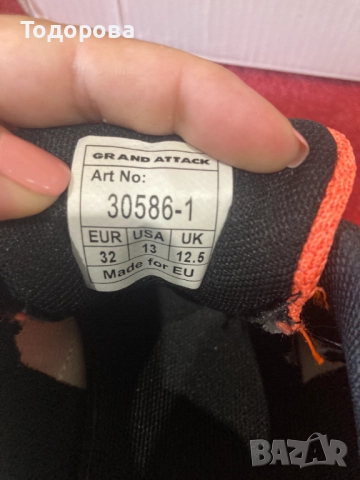 Тодорова
GRAND ATTACK
Art No:
30586-1
EUR USA UK
32 13 12.5
Made for EU
BAZAR